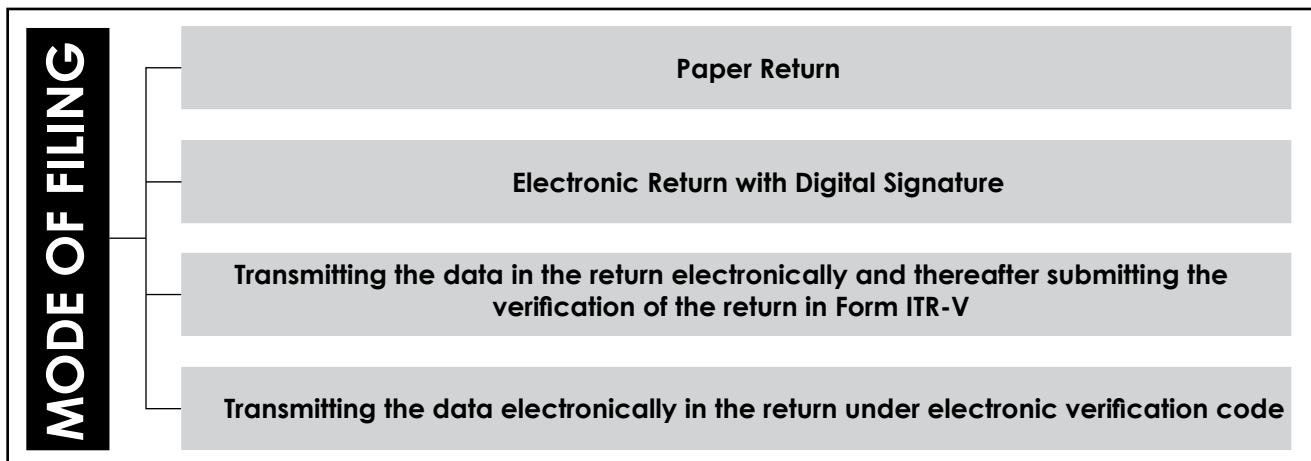 MODE OF FILING
Paper Return
Electronic Return with Digital Signature
Transmitting the data in the return electronically and thereafter submitting the
verification of the return in Form ITR-V
Transmitting the data electronically in the return under electronic verification code